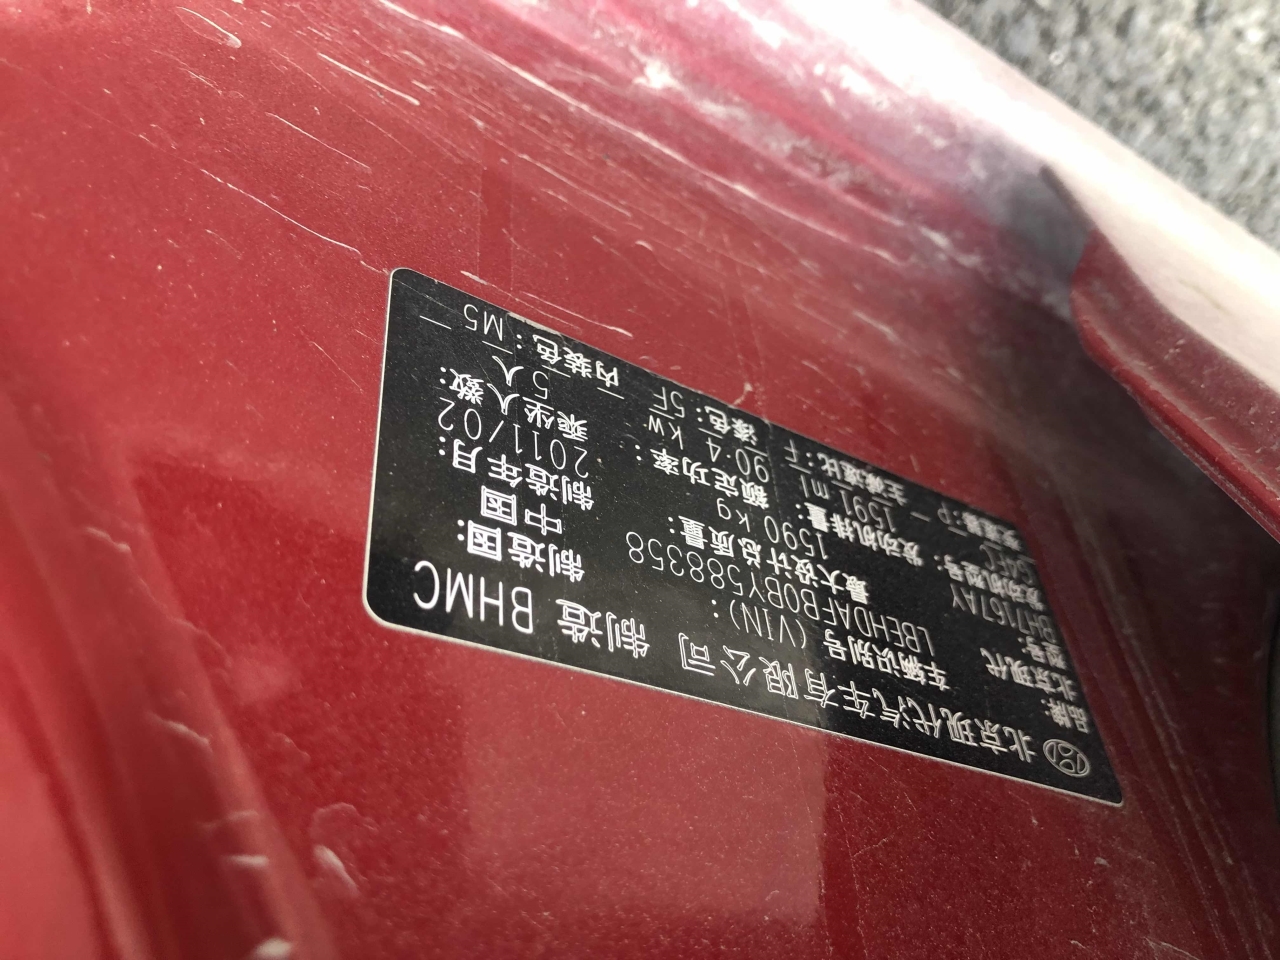 北京现代汽车有限公司 制造 BHMC
品牌: 北京现代 车辆识别号 (VIN): 制造国:
型号: BH7167AY LBEHDAFB0BY588358 中国
发动机型号: G4FC 最大设计总质量: 1590 kg 制造年月: 2011/02
发动机排量: 1591 ml 额定功率: 90.4 kW 乘坐人数: 5人
变速器: P 主减速比: F 漆色: 5F 内装色: M5